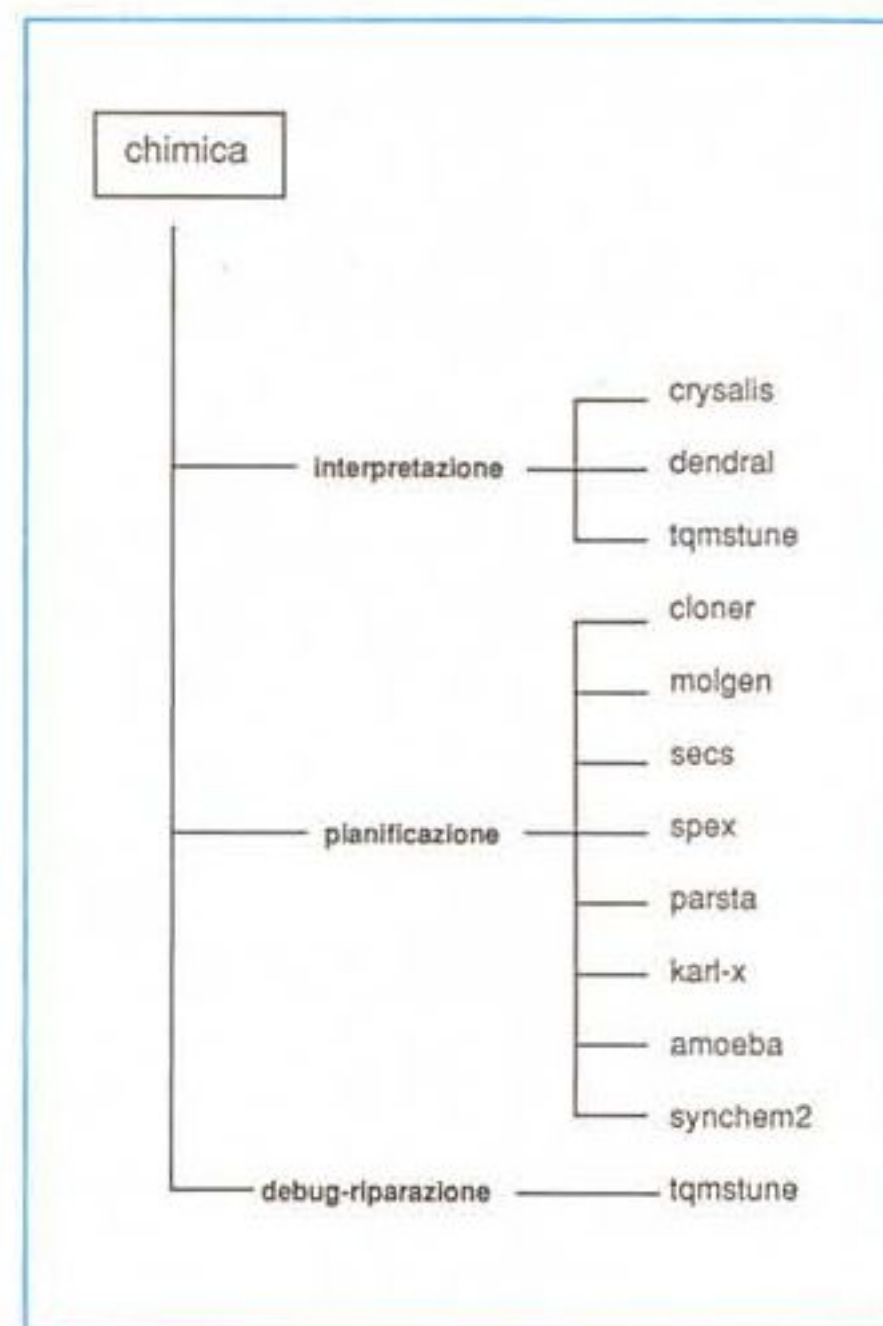 chimica
interpretazione
crysalis
dendral
tqmstune
pianificazione
cloner
molgen
secs
spex
parsta
karl-x
amoeba
synchem2
debug-riparazione
tqmstune